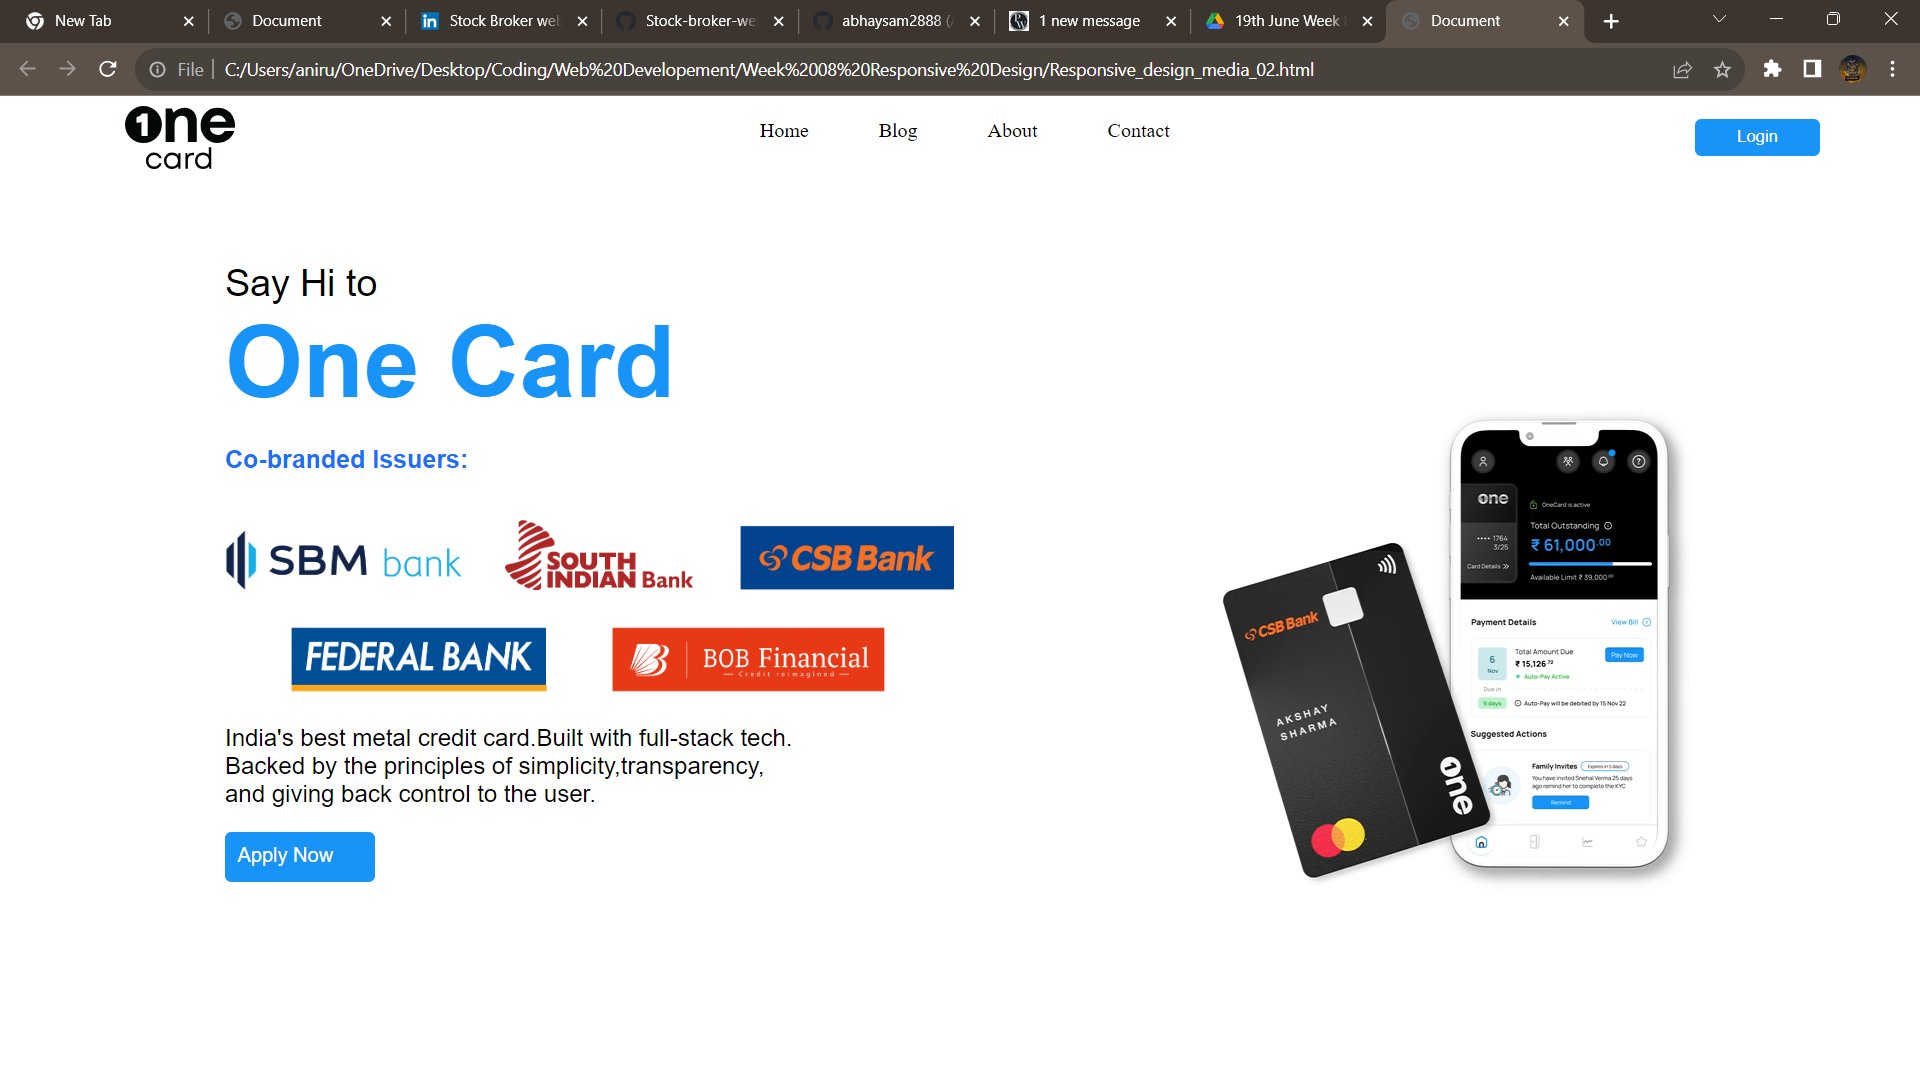 New Tab
Document
Stock Broker web
Stock-broker-we
abhaysam2888 (
1 new message
19th June Week
Document
File
C:/Users/aniru/OneDrive/Desktop/Coding/Web%20Developement/Week%2008%20Responsive%20Design/Responsive_design_media_02.html
one
card
Home
Blog
About
Contact
Login
Say Hi to
One Card
Co-branded Issuers:
SBM bank
SOUTH
INDIAN Bank
CSB Bank
FEDERAL BANK
BOB Financial
Credit reimagined
India's best metal credit card.Built with full-stack tech.
Backed by the principles of simplicity,transparency,
and giving back control to the user.
Apply Now
CSB Bank
AKSHAY
SHARMA
one
one
OneCard is active
Total Outstanding
•••• 1764
3/25
₹ 61,000.00
Card Details
Available Limit ₹ 39,000
Payment Details
View Bill
6
Nov
Total Amount Due
₹ 15,126.72
Pay Now
Auto-Pay Active
Due in
9 days
Auto-Pay will be debited by 15 Nov 22
Suggested Actions
Family Invites
Expires in 5 days
You have invited Snehal Verma 25 days
ago remind her to complete the KYC
Remind